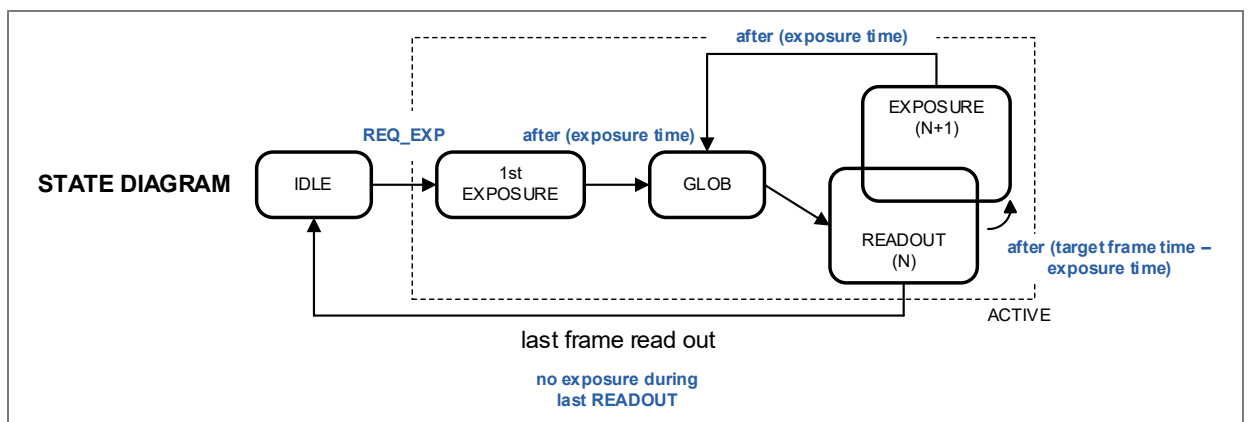 after (exposure time)
EXPOSURE
(N+1)
REQ_EXP
after (exposure time)
STATE DIAGRAM
IDLE
1st
EXPOSURE
GLOB
READOUT
(N)
after (target frame time –
exposure time)
ACTIVE
last frame read out
no exposure during
last READOUT